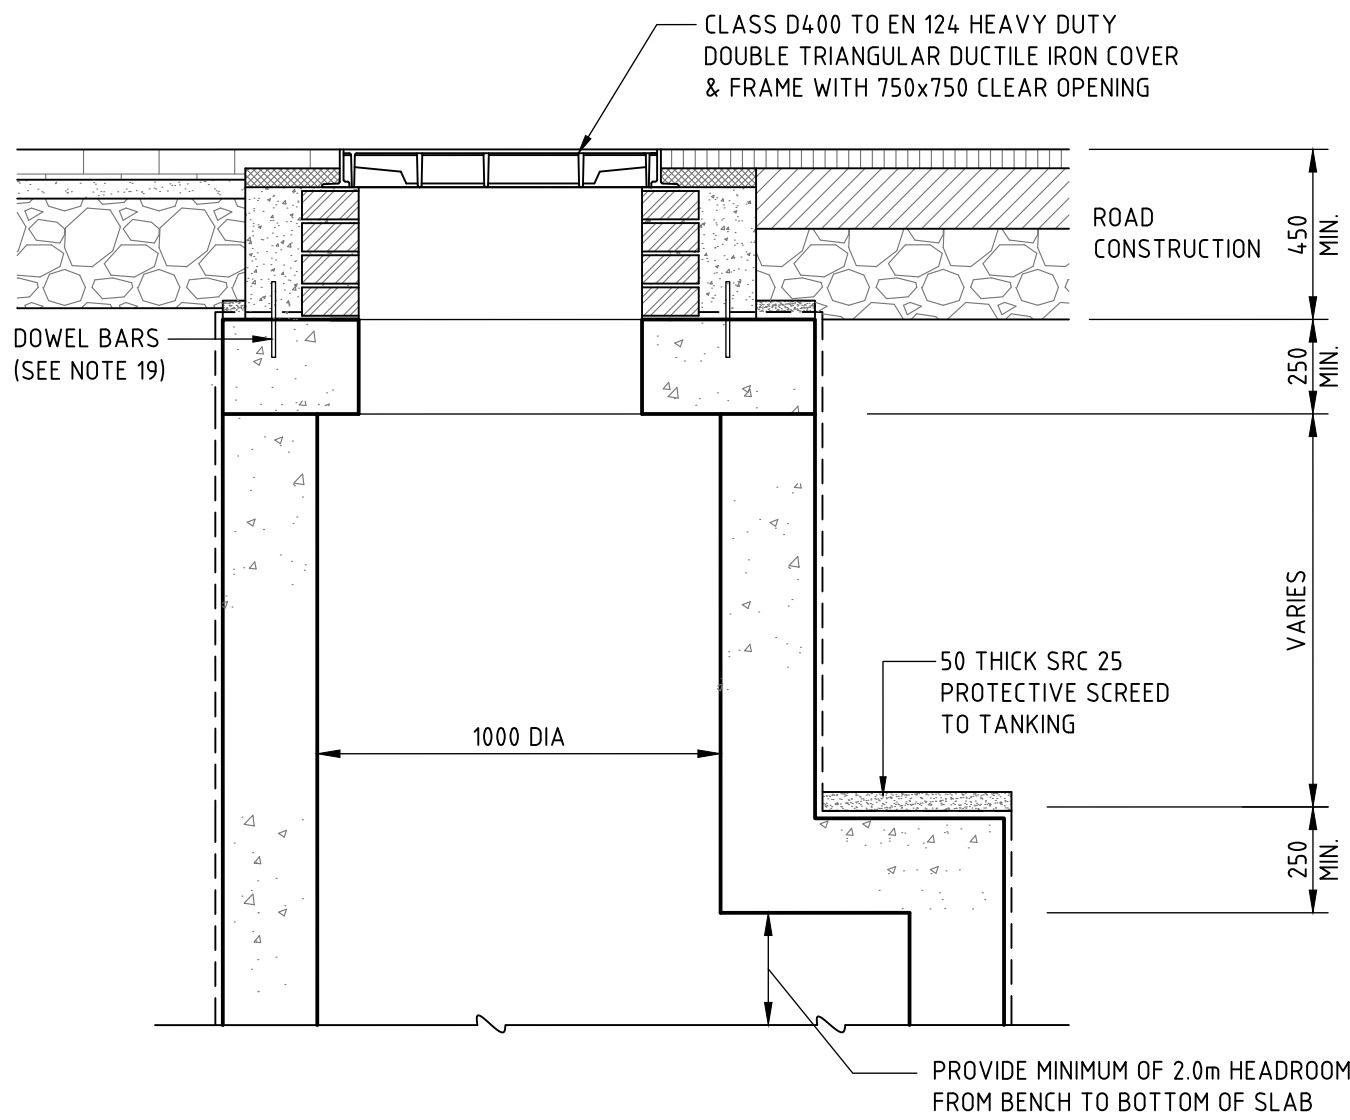 CLASS D400 TO EN 124 HEAVY DUTY
DOUBLE TRIANGULAR DUCTILE IRON COVER
& FRAME WITH 750x750 CLEAR OPENING
ROAD
CONSTRUCTION
450
MIN.
DOWEL BARS
(SEE NOTE 19)
250
MIN.
VARIES
50 THICK SRC 25
PROTECTIVE SCREED
TO TANKING
1000 DIA
250
MIN.
PROVIDE MINIMUM OF 2.0m HEADROOM
FROM BENCH TO BOTTOM OF SLAB